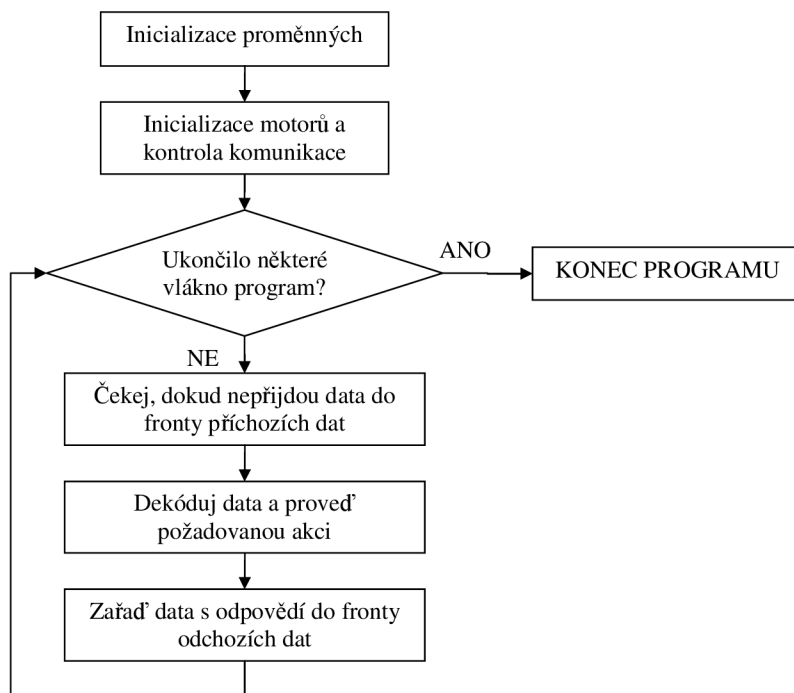 Inicializace proměnných
Inicializace motorů a
kontrola komunikace
Ukončilo některé
vlákno program?
ANO
KONEC PROGRAMU
NE
Čekej, dokud nepřijdou data do
fronty příchozích dat
Dekóduj data a proveď
požadovanou akci
Zařaď data s odpovědí do fronty
odchozích dat